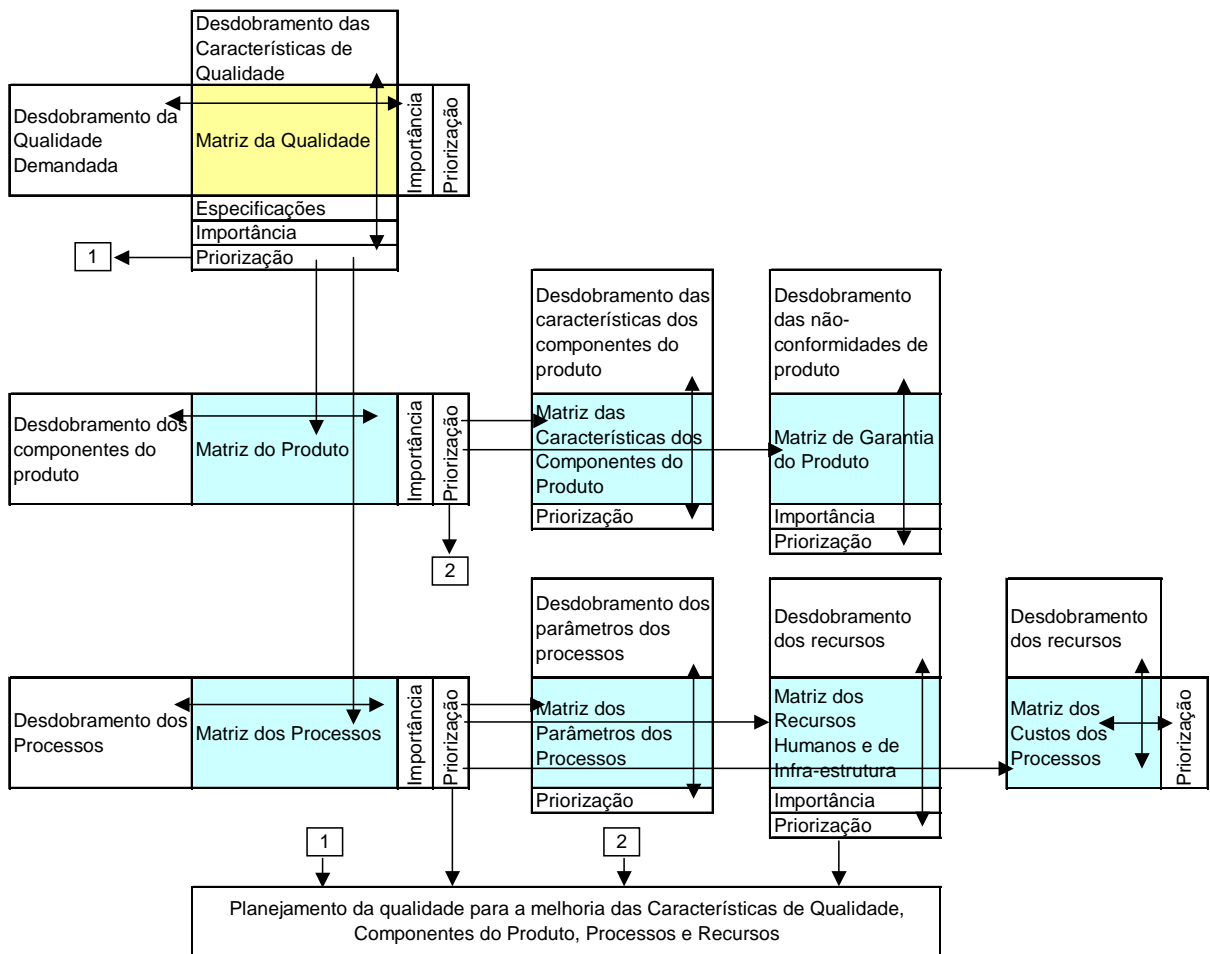 Desdobramento das
Características de
Qualidade
Desdobramento da
Qualidade
Demandada
Matriz da Qualidade
Importância
Priorização
Especificações
Importância
Priorização
1
Desdobramento das
características dos
componentes do
produto
Desdobramento
das não-
conformidades de
produto
Desdobramento dos
componentes do
produto
Matriz do Produto
Importância
Priorização
Matriz das
Características dos
Componentes do
Produto
Matriz de Garantia
do Produto
Priorização
Importância
Priorização
2
Desdobramento dos
parâmetros dos
processos
Desdobramento
dos recursos
Desdobramento
dos recursos
Desdobramento dos
Processos
Matriz dos Processos
Importância
Priorização
Matriz dos
Parâmetros dos
Processos
Matriz dos
Recursos
Humanos e de
Infra-estrutura
Matriz dos
Custos dos
Processos
Priorização
Priorização
Importância
Priorização
1
2
Planejamento da qualidade para a melhoria das Características de Qualidade,
Componentes do Produto, Processos e Recursos